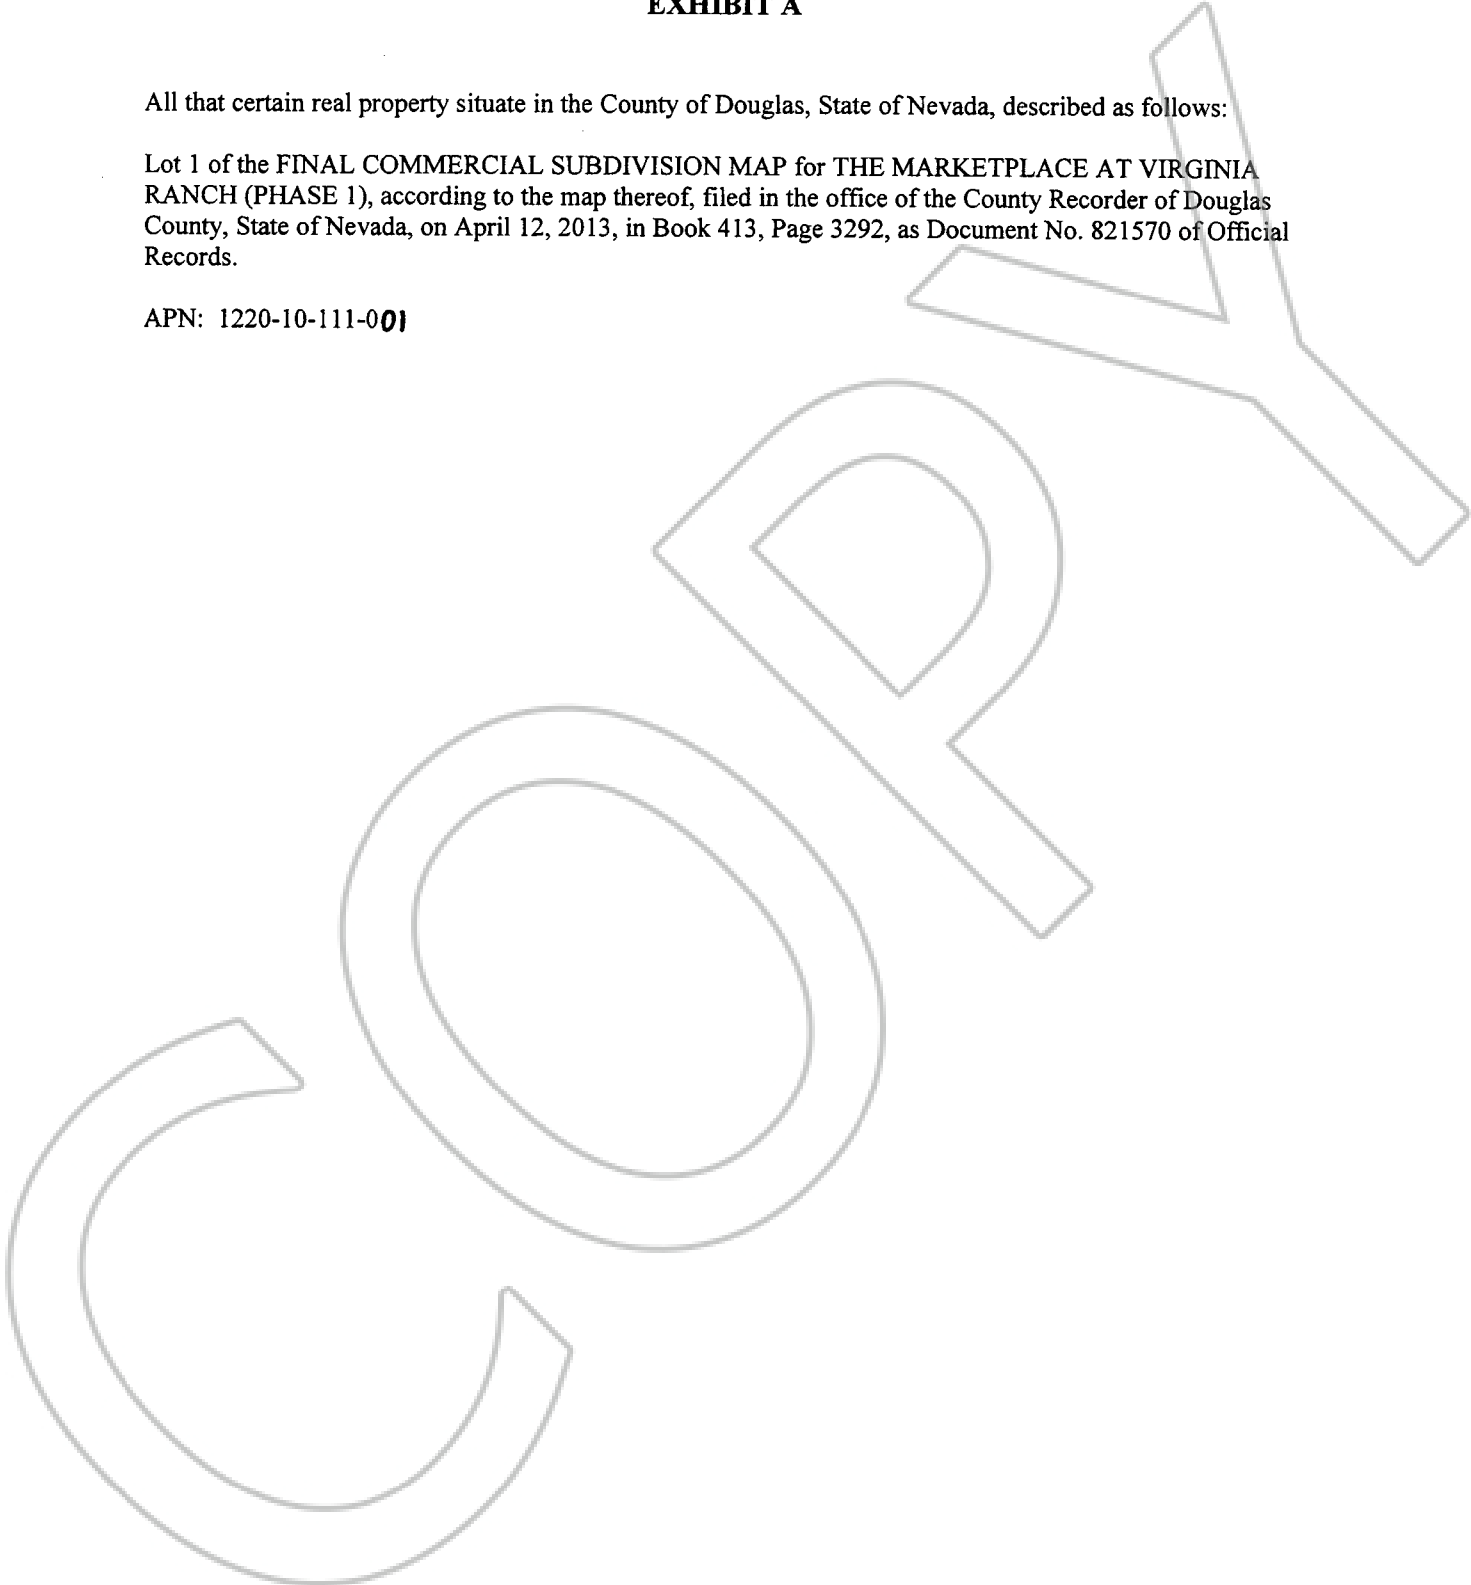 EXHIBIT A
All that certain real property situate in the County of Douglas, State of Nevada, described as follows:
Lot 1 of the FINAL COMMERCIAL SUBDIVISION MAP for THE MARKETPLACE AT VIRGINIA
RANCH (PHASE 1), according to the map thereof, filed in the office of the County Recorder of Douglas
County, State of Nevada, on April 12, 2013, in Book 413, Page 3292, as Document No. 821570 of Official
Records.
APN: 1220-10-111-001
COPY